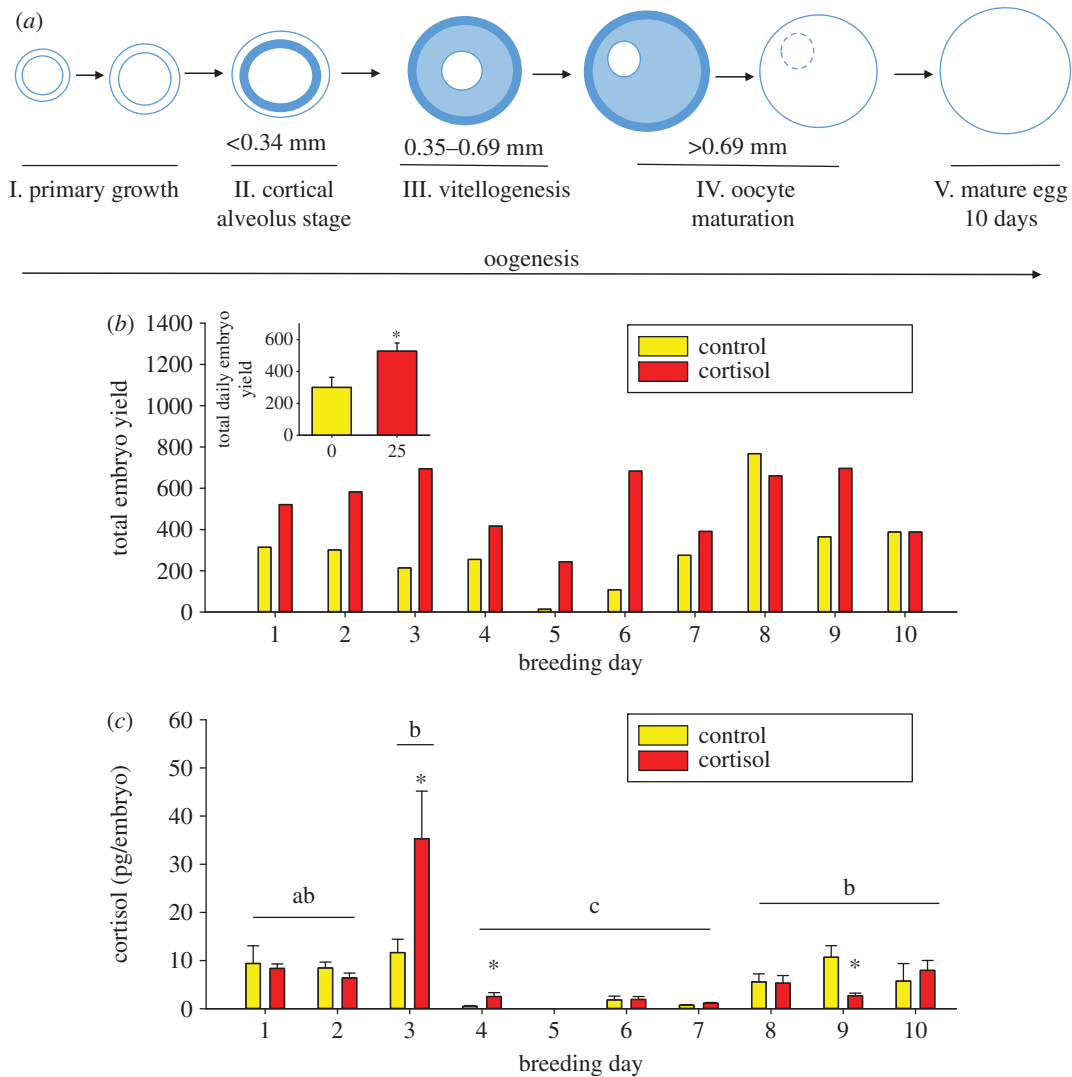 (a)
<0.34 mm
0.35–0.69 mm
>0.69 mm
I. primary growth
II. cortical
alveolus stage
III. vitellogenesis
IV. oocyte
maturation
V. mature egg
10 days
oogenesis
(b)
total embryo yield
1400
1200
1000
800
600
400
200
0
total daily embryo
yield
600
400
200
0
*
0
25
control
cortisol
1
2
3
4
5
6
7
8
9
10
breeding day
(c)
cortisol (pg/embryo)
60
50
40
30
20
10
0
control
cortisol
ab
b
*
c
*
b
*
1
2
3
4
5
6
7
8
9
10
breeding day